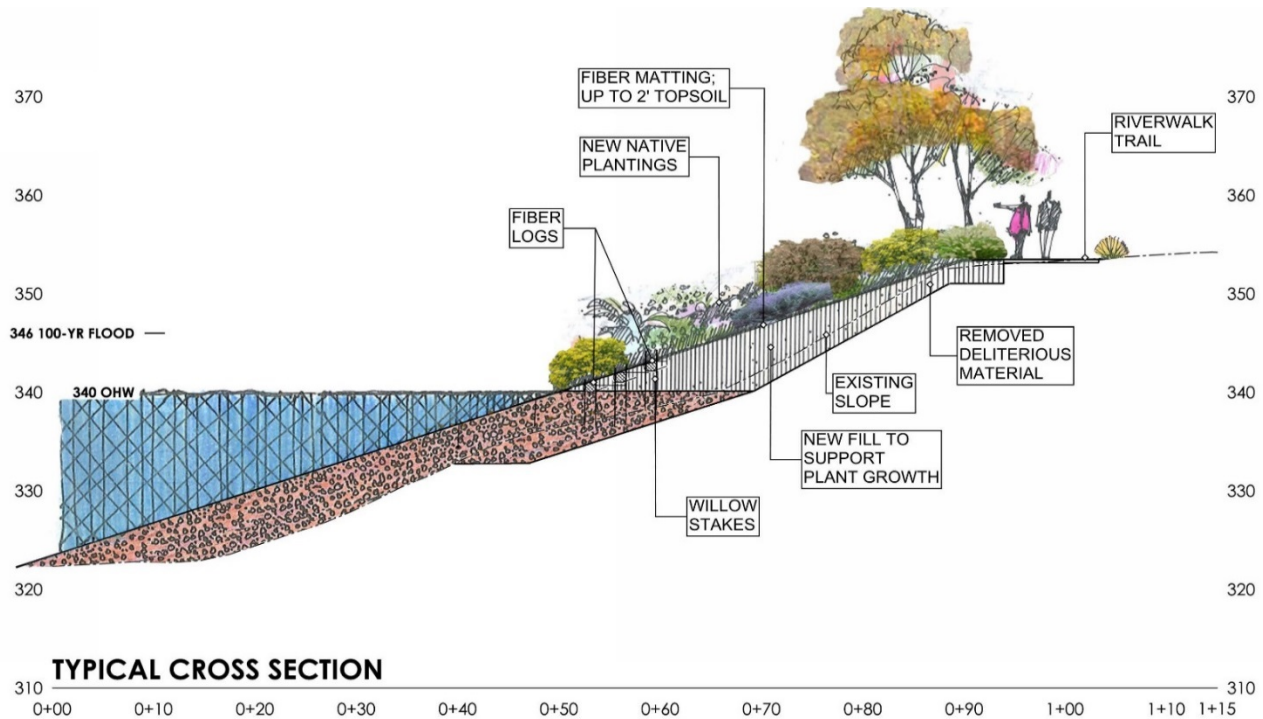 370
360
350
346 100-YR FLOOD
340 OHW
340
330
320
310
FIBER MATTING;
UP TO 2' TOPSOIL
NEW NATIVE
PLANTINGS
FIBER
LOGS
RIVERWALK
TRAIL
REMOVED
DELITERIOUS
MATERIAL
EXISTING
SLOPE
NEW FILL TO
SUPPORT
PLANT GROWTH
WILLOW
STAKES
370
360
350
340
330
320
310
TYPICAL CROSS SECTION
0+00 0+10 0+20 0+30 0+40 0+50 0+60 0+70 0+80 0+90 1+00 1+10 1+15